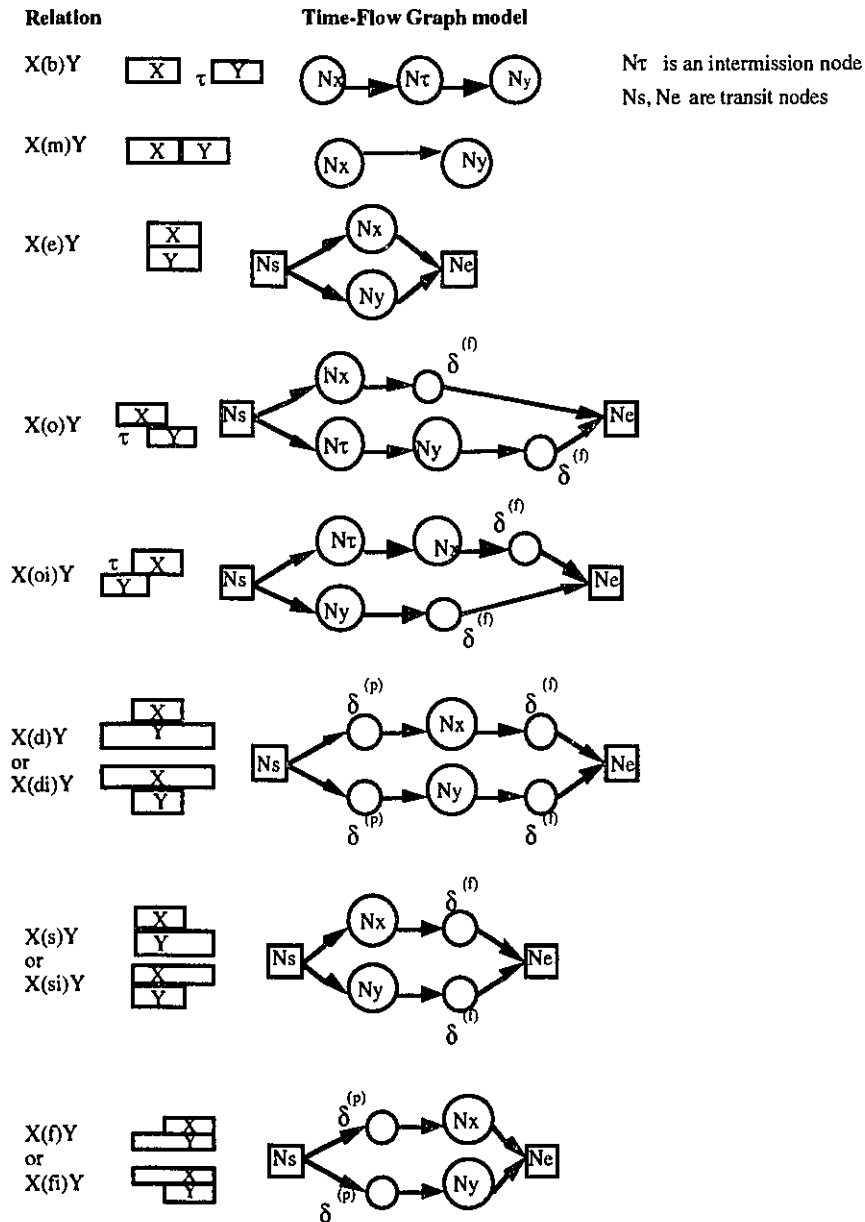 Relation Time-Flow Graph model
X(b)Y X τ Y Nx Nτ Ny Nτ is an intermission node
Ns, Ne are transit nodes
X(m)Y X Y Nx Ny
X(e)Y X Y Ns Nx Ny Ne
X(o)Y X τ Y Ns Nx δ(f) Nτ Ny δ(f) Ne
X(oi)Y τ X Y Ns Nτ Nx δ(f) Ny δ(f) Ne
X(d)Y X Y
or
X(di)Y X Y
Ns δ(p) Nx δ(f) δ(p) Ny δ(f) Ne
X(s)Y X Y
or
X(si)Y X Y
Ns Nx δ(f) Ny δ(f) Ne
X(f)Y X Y
or
X(fi)Y X Y
Ns δ(p) Nx δ(p) Ny Ne